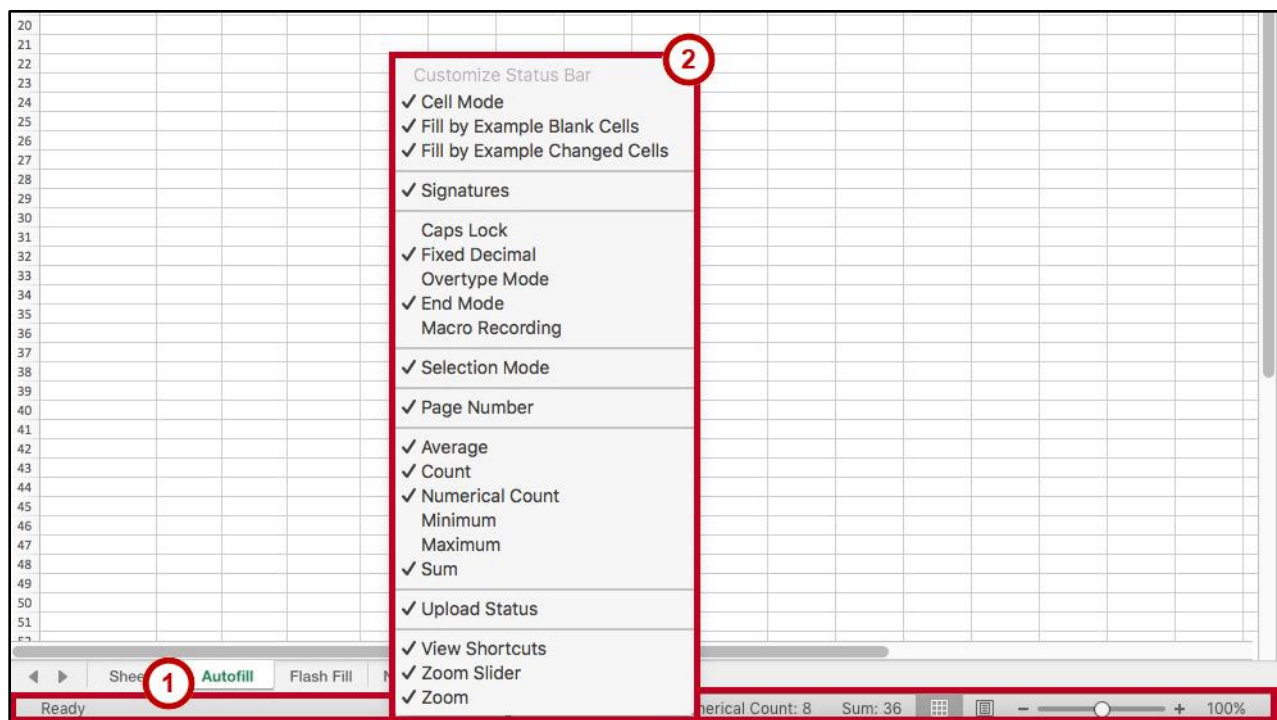 20
21
22
23
24
25
26
27
28
29
30
31
32
33
34
35
36
37
38
39
40
41
42
43
44
45
46
47
48
49
50
51
2
Customize Status Bar
✓ Cell Mode
✓ Fill by Example Blank Cells
✓ Fill by Example Changed Cells
✓ Signatures
Caps Lock
✓ Fixed Decimal
Overtype Mode
✓ End Mode
Macro Recording
✓ Selection Mode
✓ Page Number
✓ Average
✓ Count
✓ Numerical Count
Minimum
Maximum
✓ Sum
✓ Upload Status
✓ View Shortcuts
✓ Zoom Slider
✓ Zoom
1
Autofill Flash Fill
Ready Count: 8 Sum: 36 − + 100%